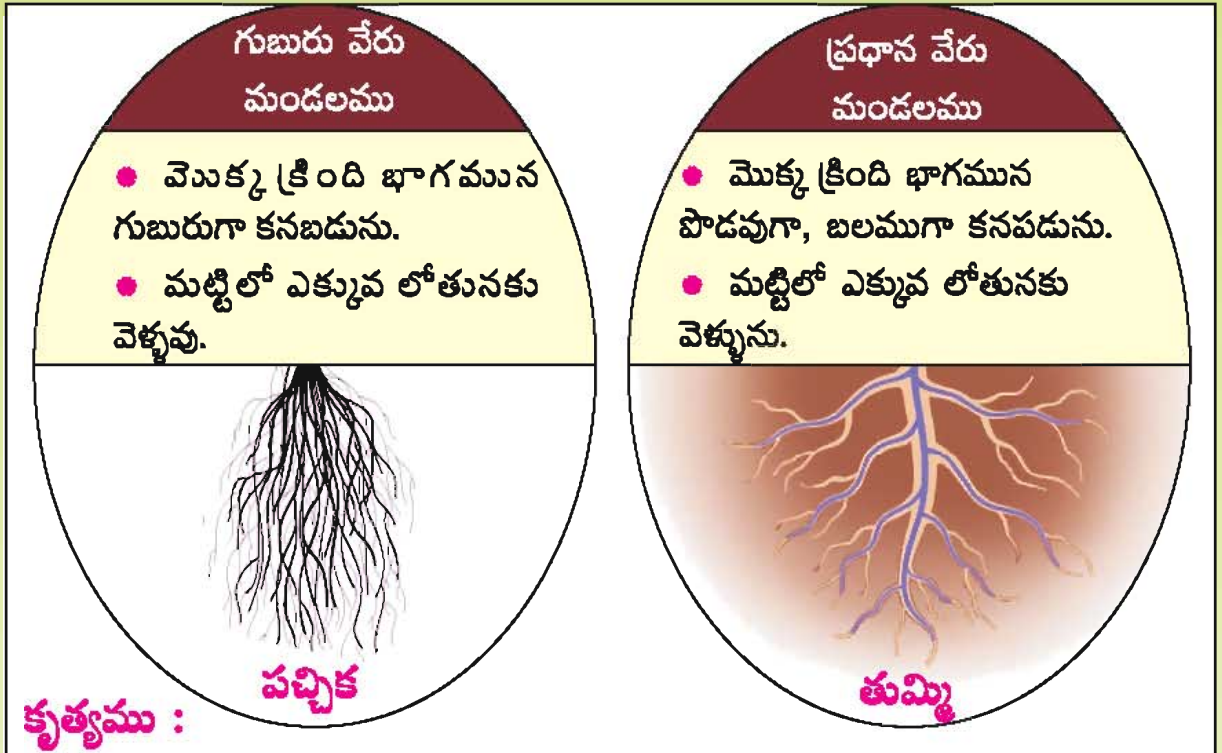 గుబురు వేరు
మండలము
● మొక్క క్రింది భాగమున
గుబురుగా కనబడును.
● మట్టిలో ఎక్కువ లోతునకు
వెళ్ళవు.
పచ్చిక
ప్రధాన వేరు
మండలము
● మొక్క క్రింది భాగమున
పొడవుగా, బలముగా కనపడును.
● మట్టిలో ఎక్కువ లోతునకు
వెళ్ళును.
తుమ్మి
కృత్యము :